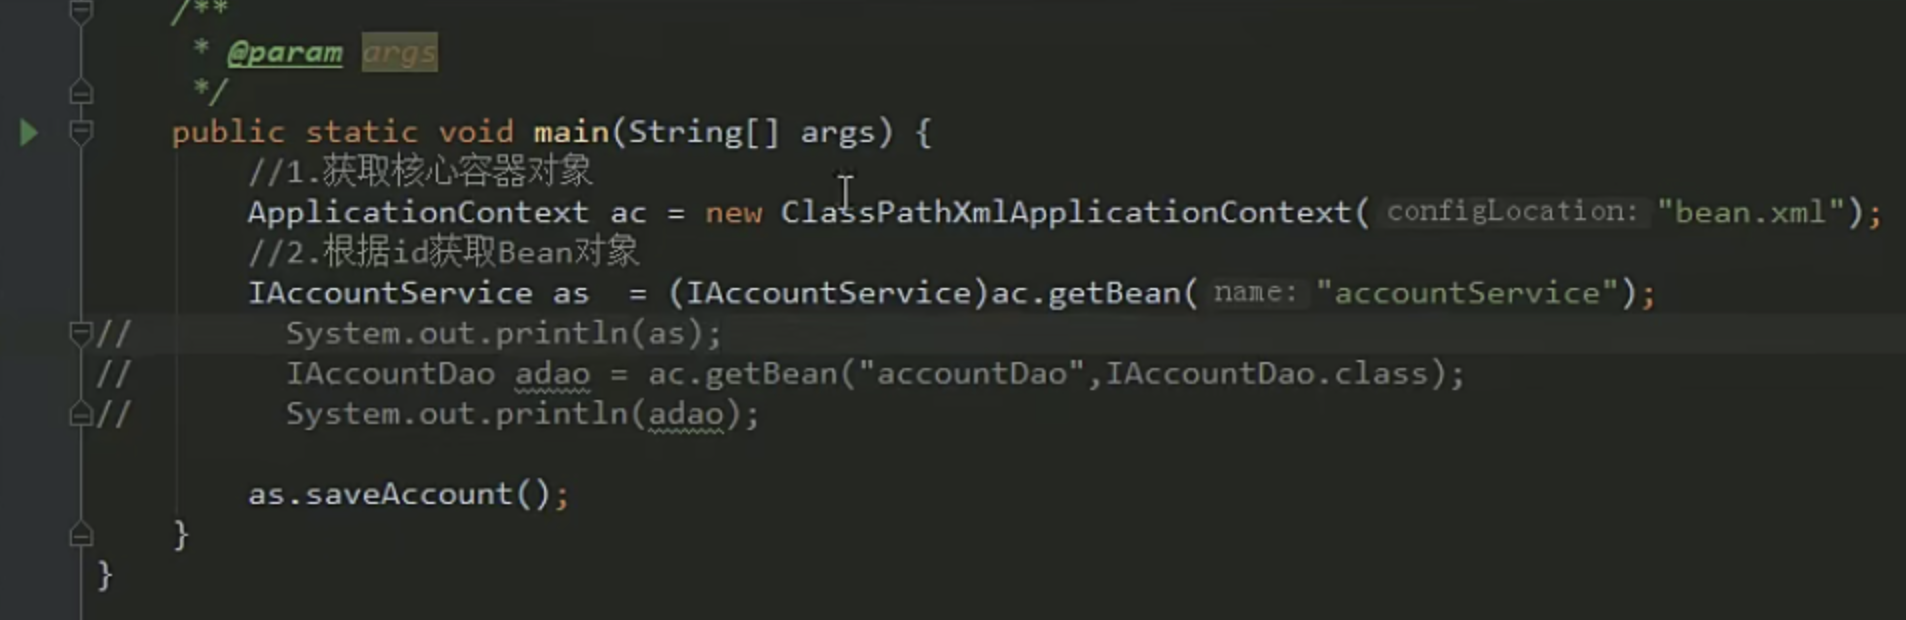 /**
* @param args
*/
public static void main(String[] args) {
//1.获取核心容器对象
ApplicationContext ac = new ClassPathXmlApplicationContext( configLocation: "bean.xml");
//2.根据id获取Bean对象
IAccountService as  = (IAccountService)ac.getBean( name: "accountService");
//        System.out.println(as);
//        IAccountDao adao = ac.getBean("accountDao",IAccountDao.class);
//        System.out.println(adao);
as.saveAccount();
}
}